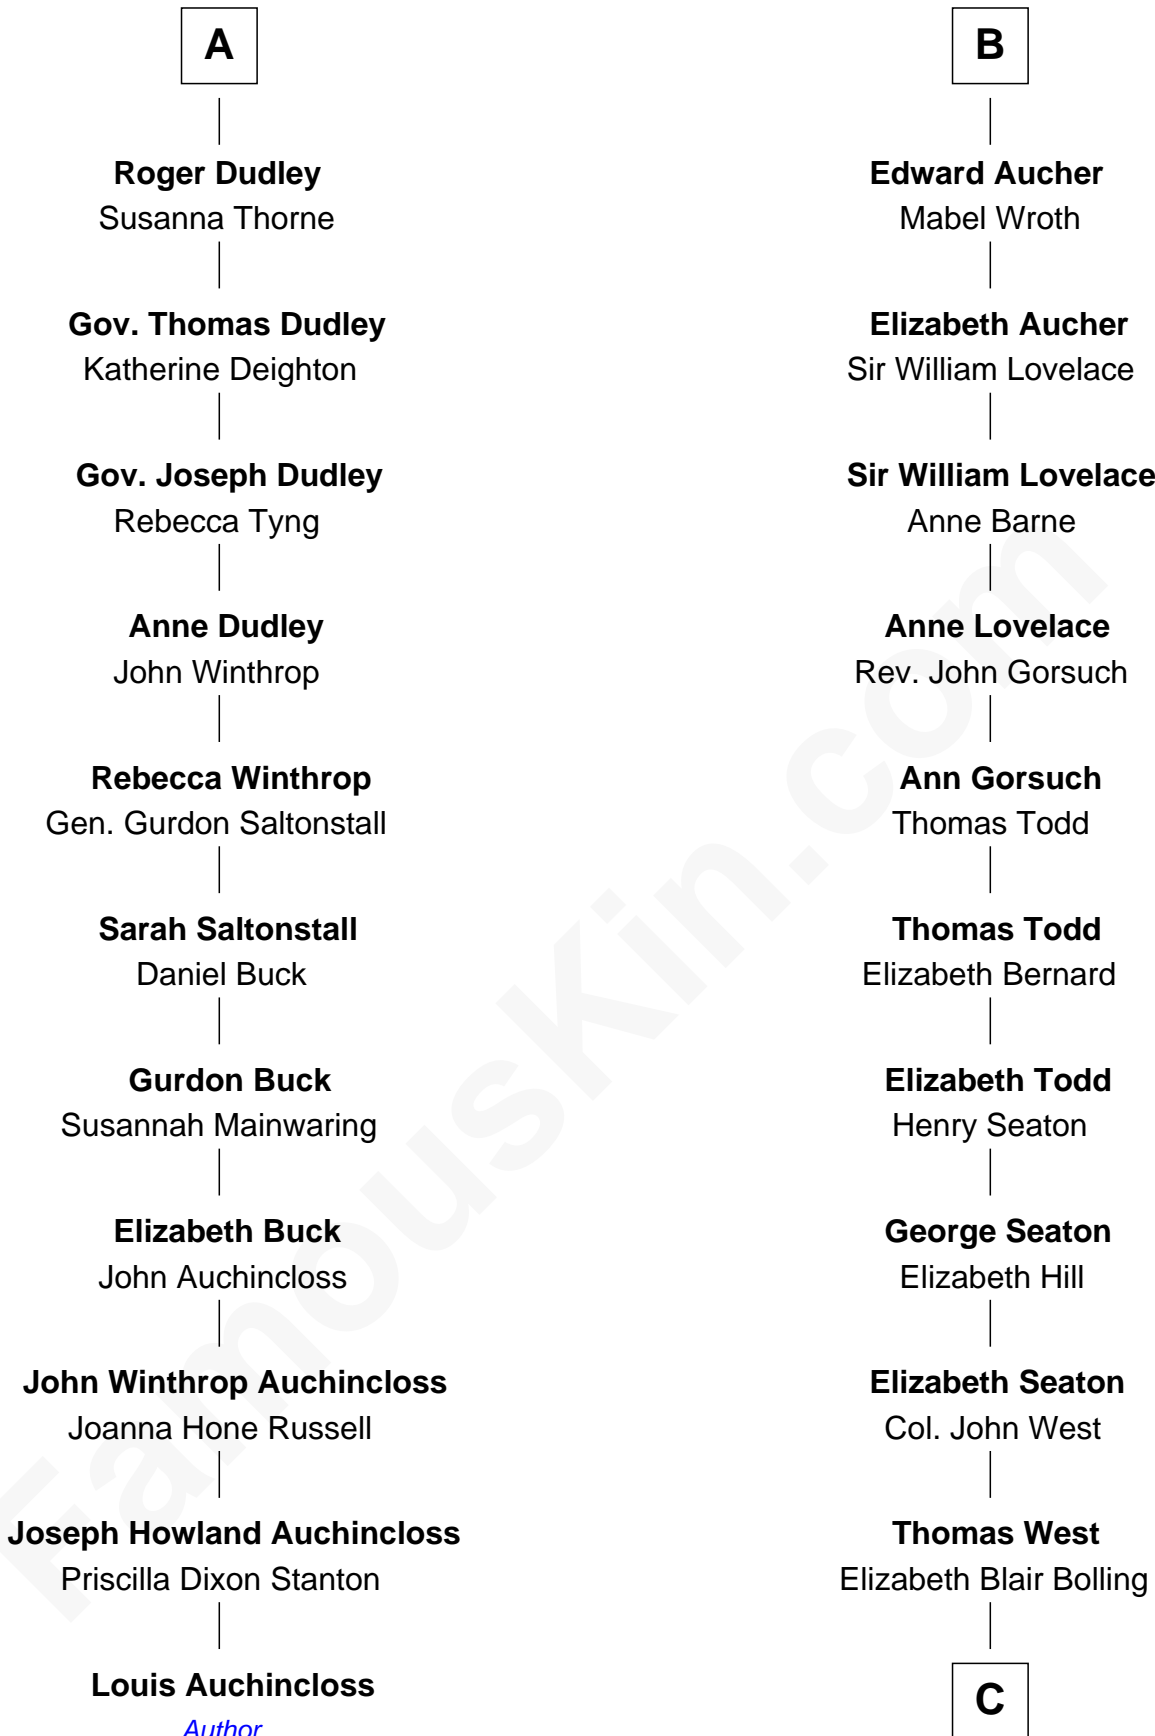 A
Roger Dudley
Susanna Thorne
Gov. Thomas Dudley
Katherine Deighton
Gov. Joseph Dudley
Rebecca Tyng
Anne Dudley
John Winthrop
Rebecca Winthrop
Gen. Gurdon Saltonstall
Sarah Saltonstall
Daniel Buck
Gurdon Buck
Susannah Mainwaring
Elizabeth Buck
John Auchincloss
John Winthrop Auchincloss
Joanna Hone Russell
Joseph Howland Auchincloss
Priscilla Dixon Stanton
Louis Auchincloss
Author
B
Edward Aucher
Mabel Wroth
Elizabeth Aucher
Sir William Lovelace
Sir William Lovelace
Anne Barne
Anne Lovelace
Rev. John Gorsuch
Ann Gorsuch
Thomas Todd
Thomas Todd
Elizabeth Bernard
Elizabeth Todd
Henry Seaton
George Seaton
Elizabeth Hill
Elizabeth Seaton
Col. John West
Thomas West
Elizabeth Blair Bolling
C
FamousKin.com